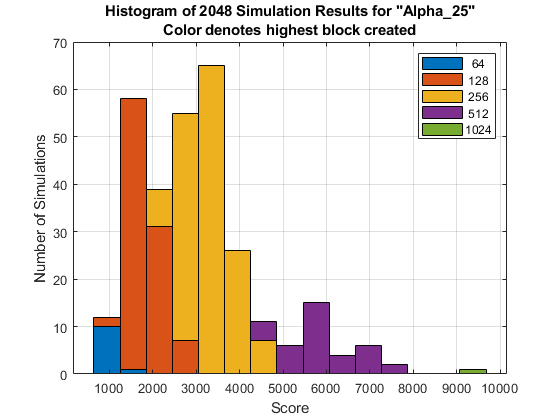 Histogram of 2048 Simulation Results for "Alpha_25"
Color denotes highest block created
70
60
50
40
30
20
10
0
Number of Simulations
64
128
256
512
1024
1000 2000 3000 4000 5000 6000 7000 8000 9000 10000
Score